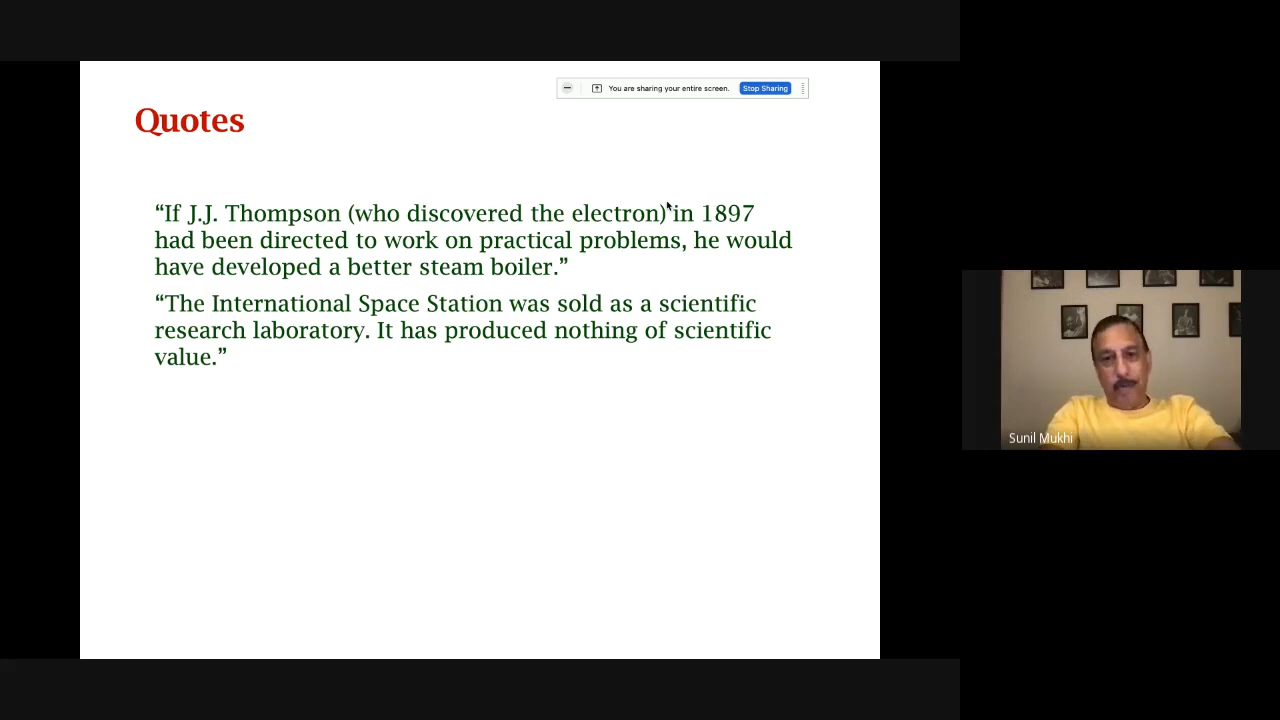 You are sharing your entire screen. Stop Sharing
Quotes
“If J.J. Thompson (who discovered the electron) in 1897
had been directed to work on practical problems, he would
have developed a better steam boiler.”
“The International Space Station was sold as a scientific
research laboratory. It has produced nothing of scientific
value.”
Sunil Mukhi